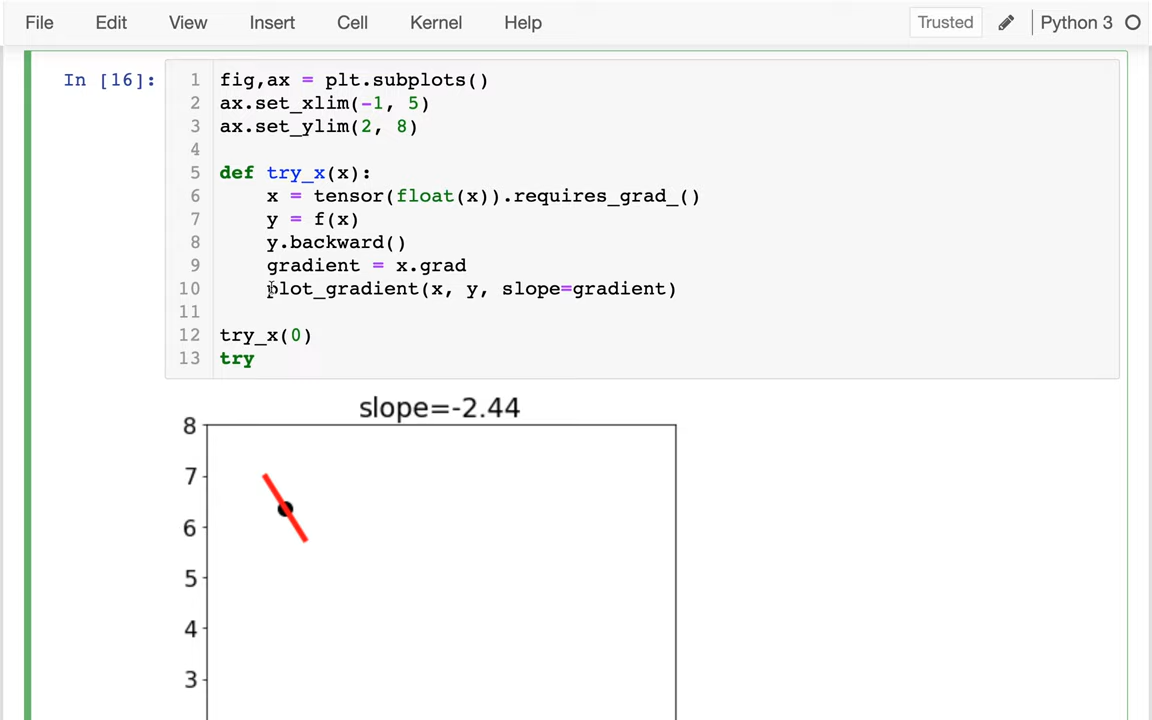 File Edit View Insert Cell Kernel Help Trusted Python 3
In [16]:
1 fig,ax = plt.subplots()
2 ax.set_xlim(-1, 5)
3 ax.set_ylim(2, 8)
4
5 def try_x(x):
6 x = tensor(float(x)).requires_grad_()
7 y = f(x)
8 y.backward()
9 gradient = x.grad
10 plot_gradient(x, y, slope=gradient)
11
12 try_x(0)
13 try
slope=-2.44
8
7
6
5
4
3